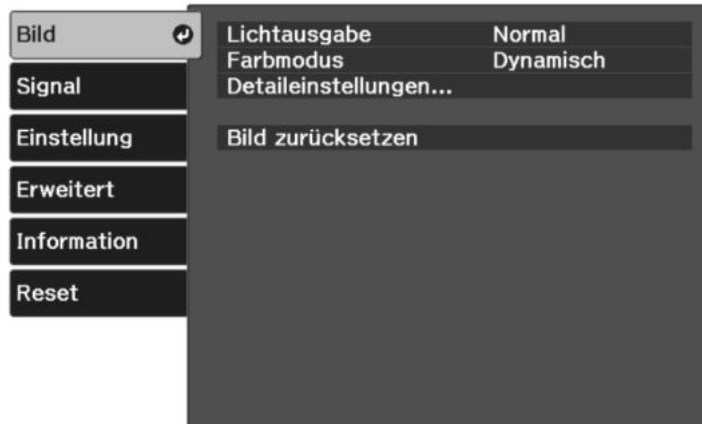 Bild
Signal
Einstellung
Erweitert
Information
Reset
Lichtausgabe Normal
Farbmodus Dynamisch
Detaileinstellungen...
Bild zurücksetzen